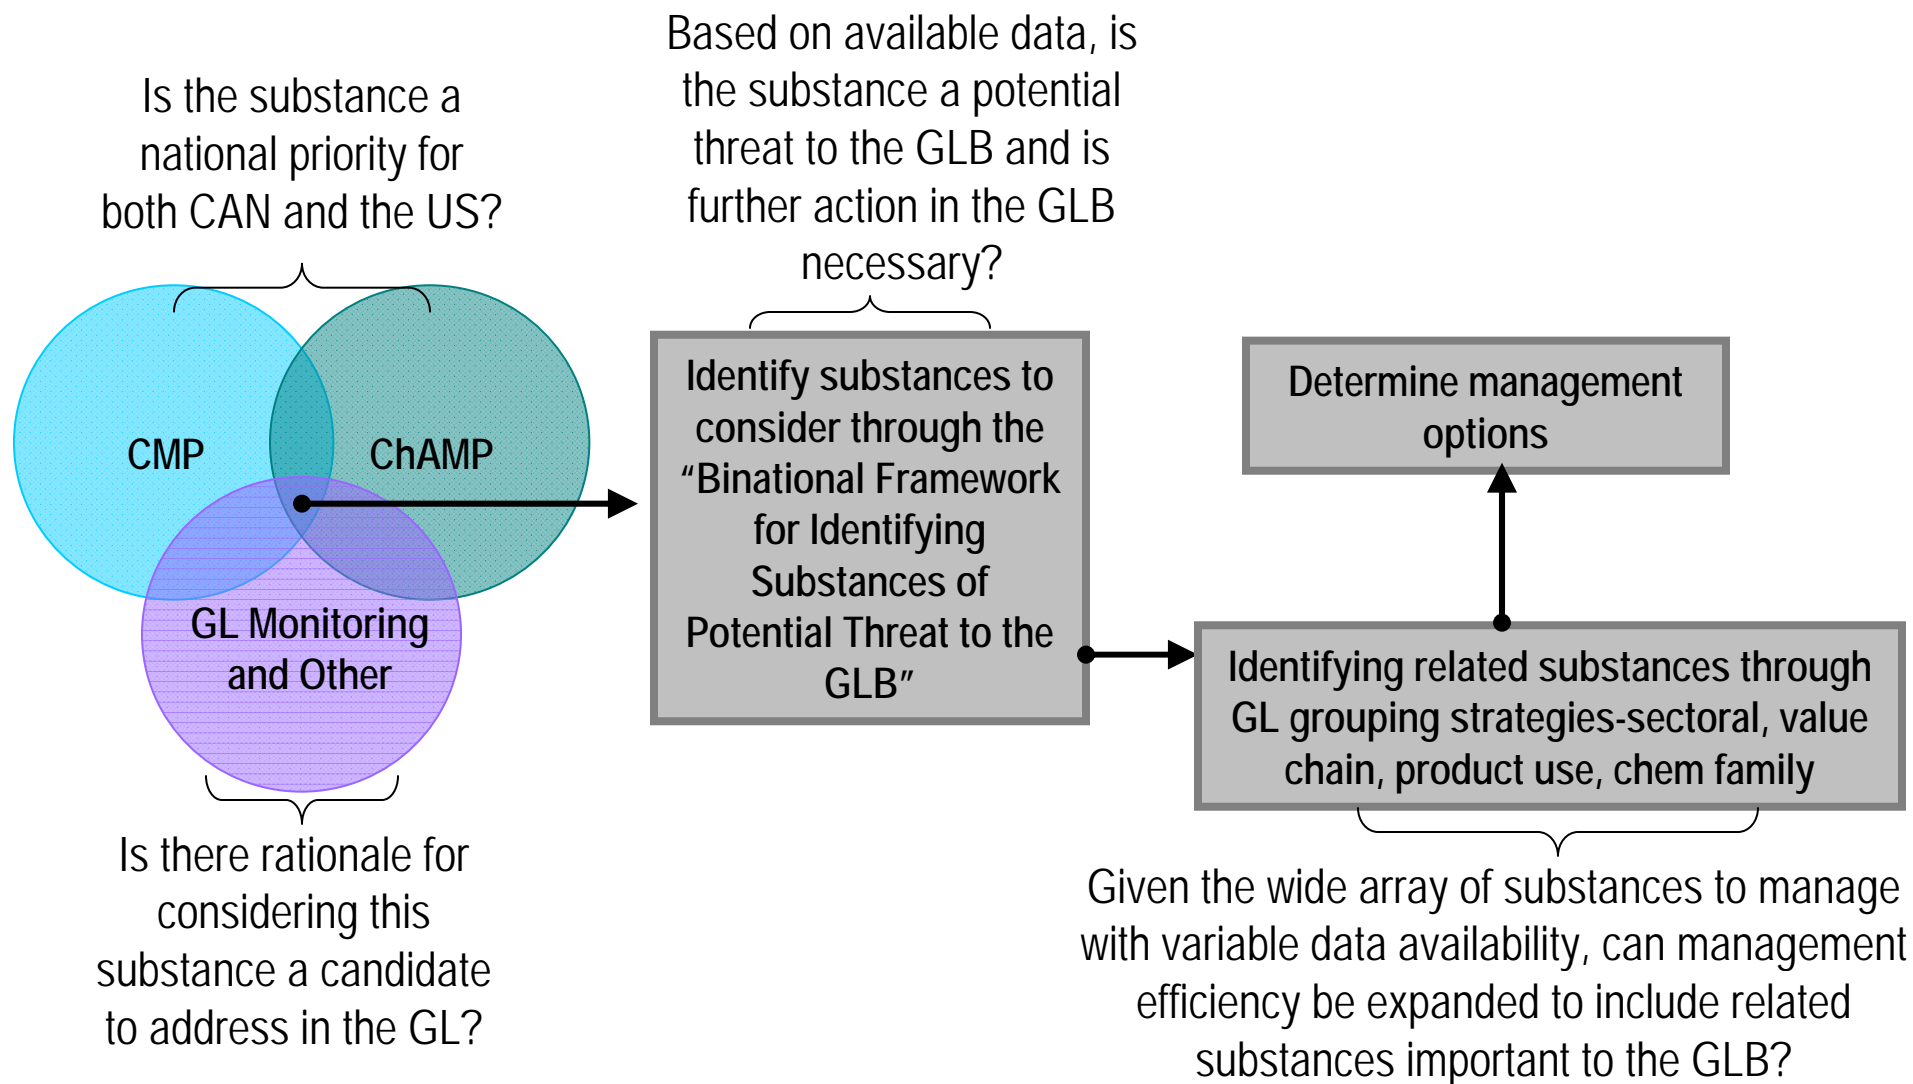 Is the substance a
national priority for
both CAN and the US?
Based on available data, is
the substance a potential
threat to the GLB and is
further action in the GLB
necessary?
CMP
ChAMP
GL Monitoring
and Other
Is there rationale for
considering this
substance a candidate
to address in the GL?
Identify substances to
consider through the
“Binational Framework
for Identifying
Substances of
Potential Threat to the
GLB”
Determine management
options
Identifying related substances through
GL grouping strategies-sectoral, value
chain, product use, chem family
Given the wide array of substances to manage
with variable data availability, can management
efficiency be expanded to include related
substances important to the GLB?